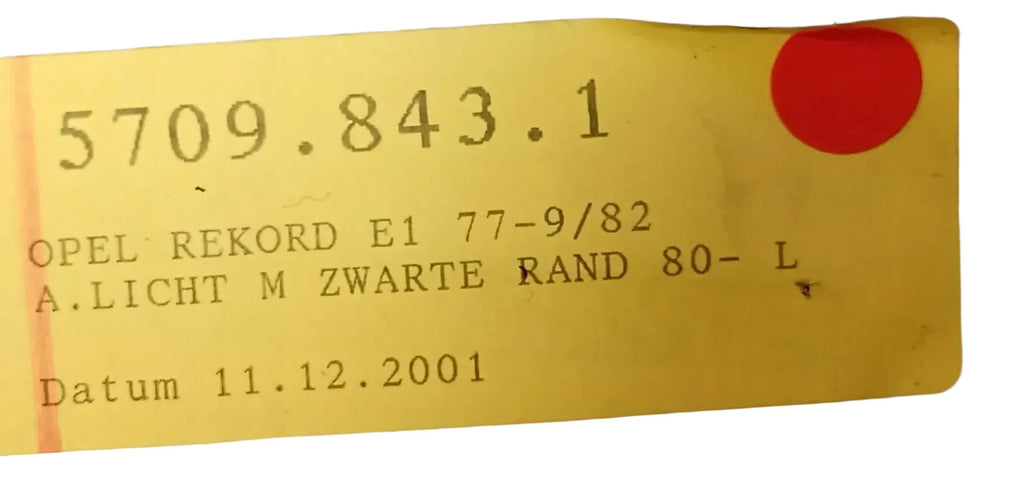 5709.843.1
OPEL REKORD E1 77-9/82
A.LICHT M ZWARTE RAND 80- L
Datum 11.12.2001